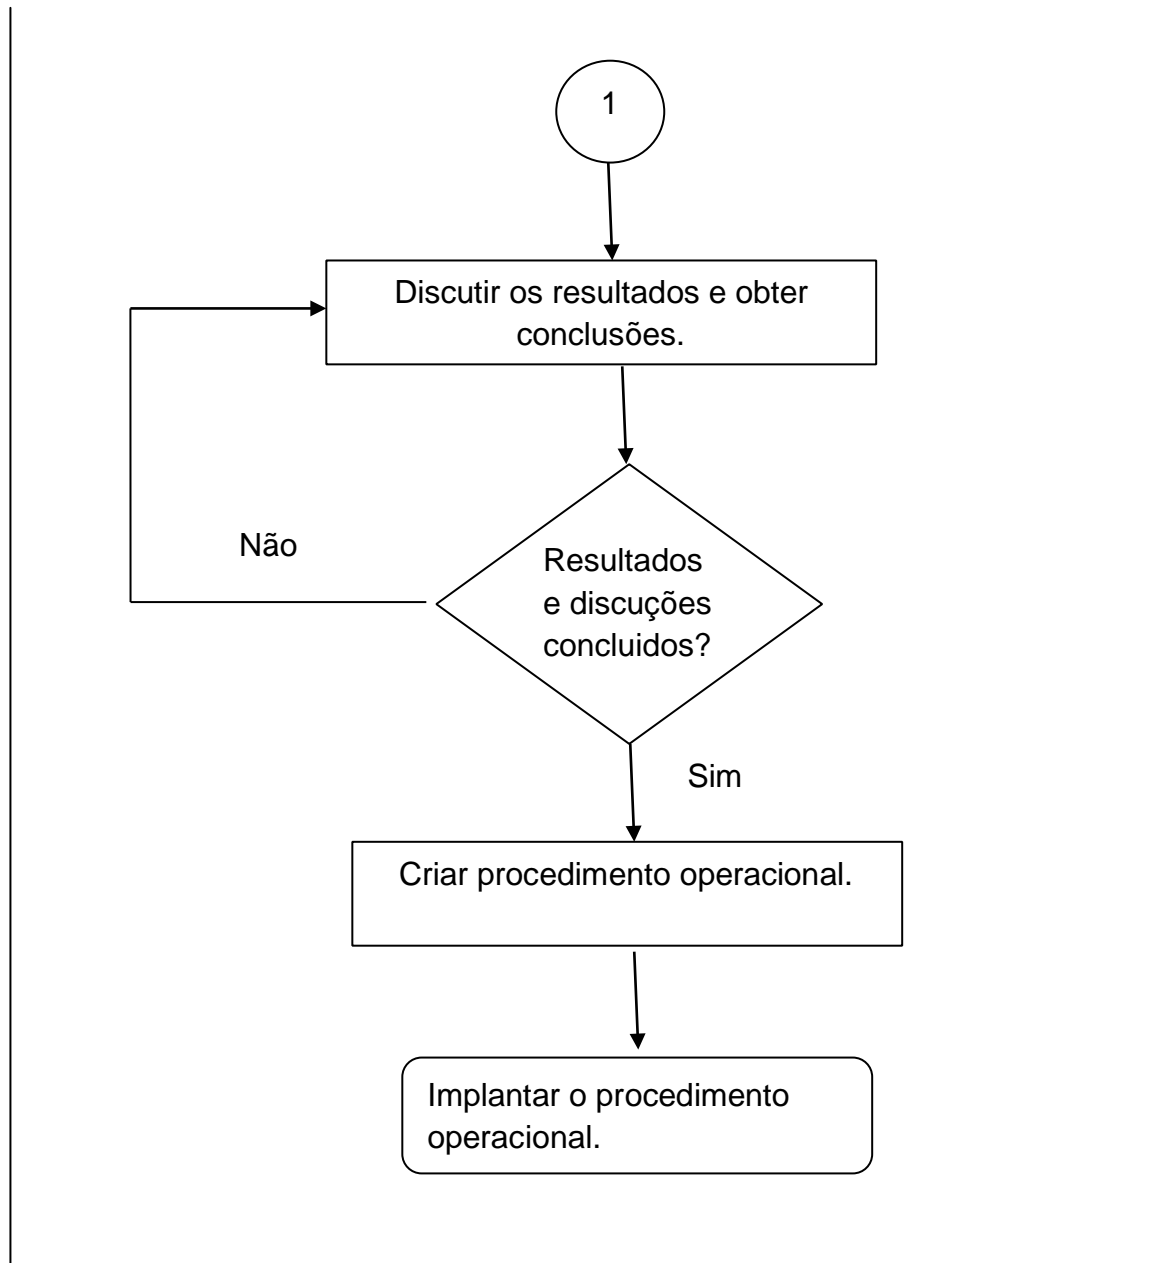 1
Discutir os resultados e obter
conclusões.
Não
Resultados
e discuções
concluidos?
Sim
Criar procedimento operacional.
Implantar o procedimento
operacional.